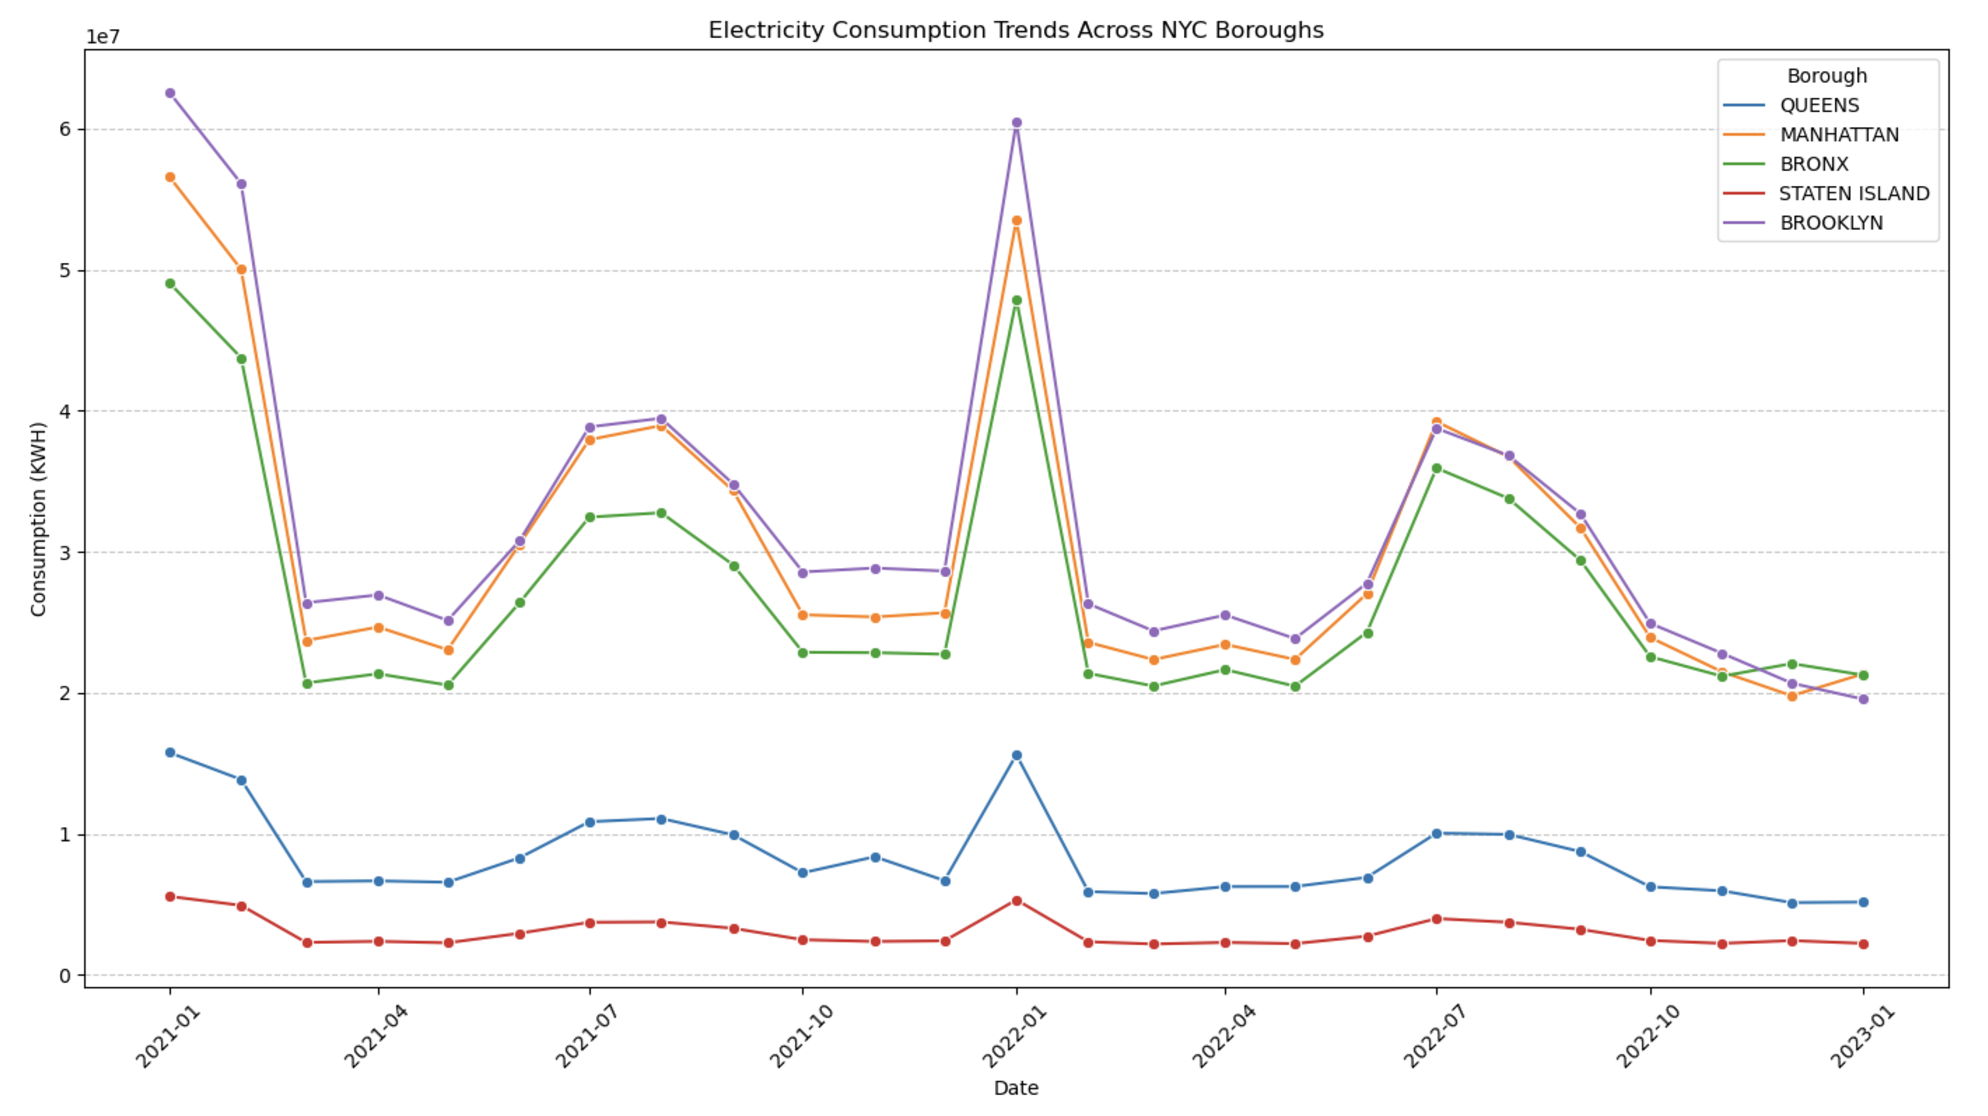 Electricity Consumption Trends Across NYC Boroughs
1e7
Borough
QUEENS
MANHATTAN
BRONX
STATEN ISLAND
BROOKLYN
6
5
4
3
2
1
0
Consumption (KWH)
2021-01
2021-04
2021-07
2021-10
2022-01
2022-04
2022-07
2022-10
2023-01
Date